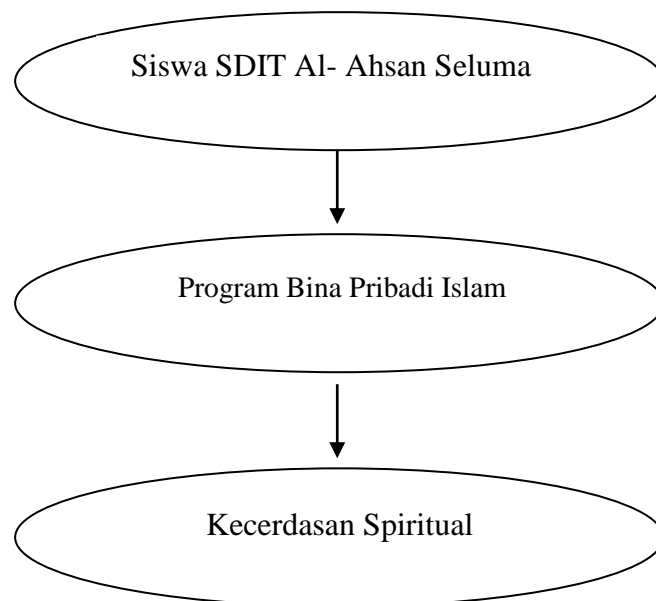 Siswa SDIT Al- Ahsan Seluma
Program Bina Pribadi Islam
Kecerdasan Spiritual